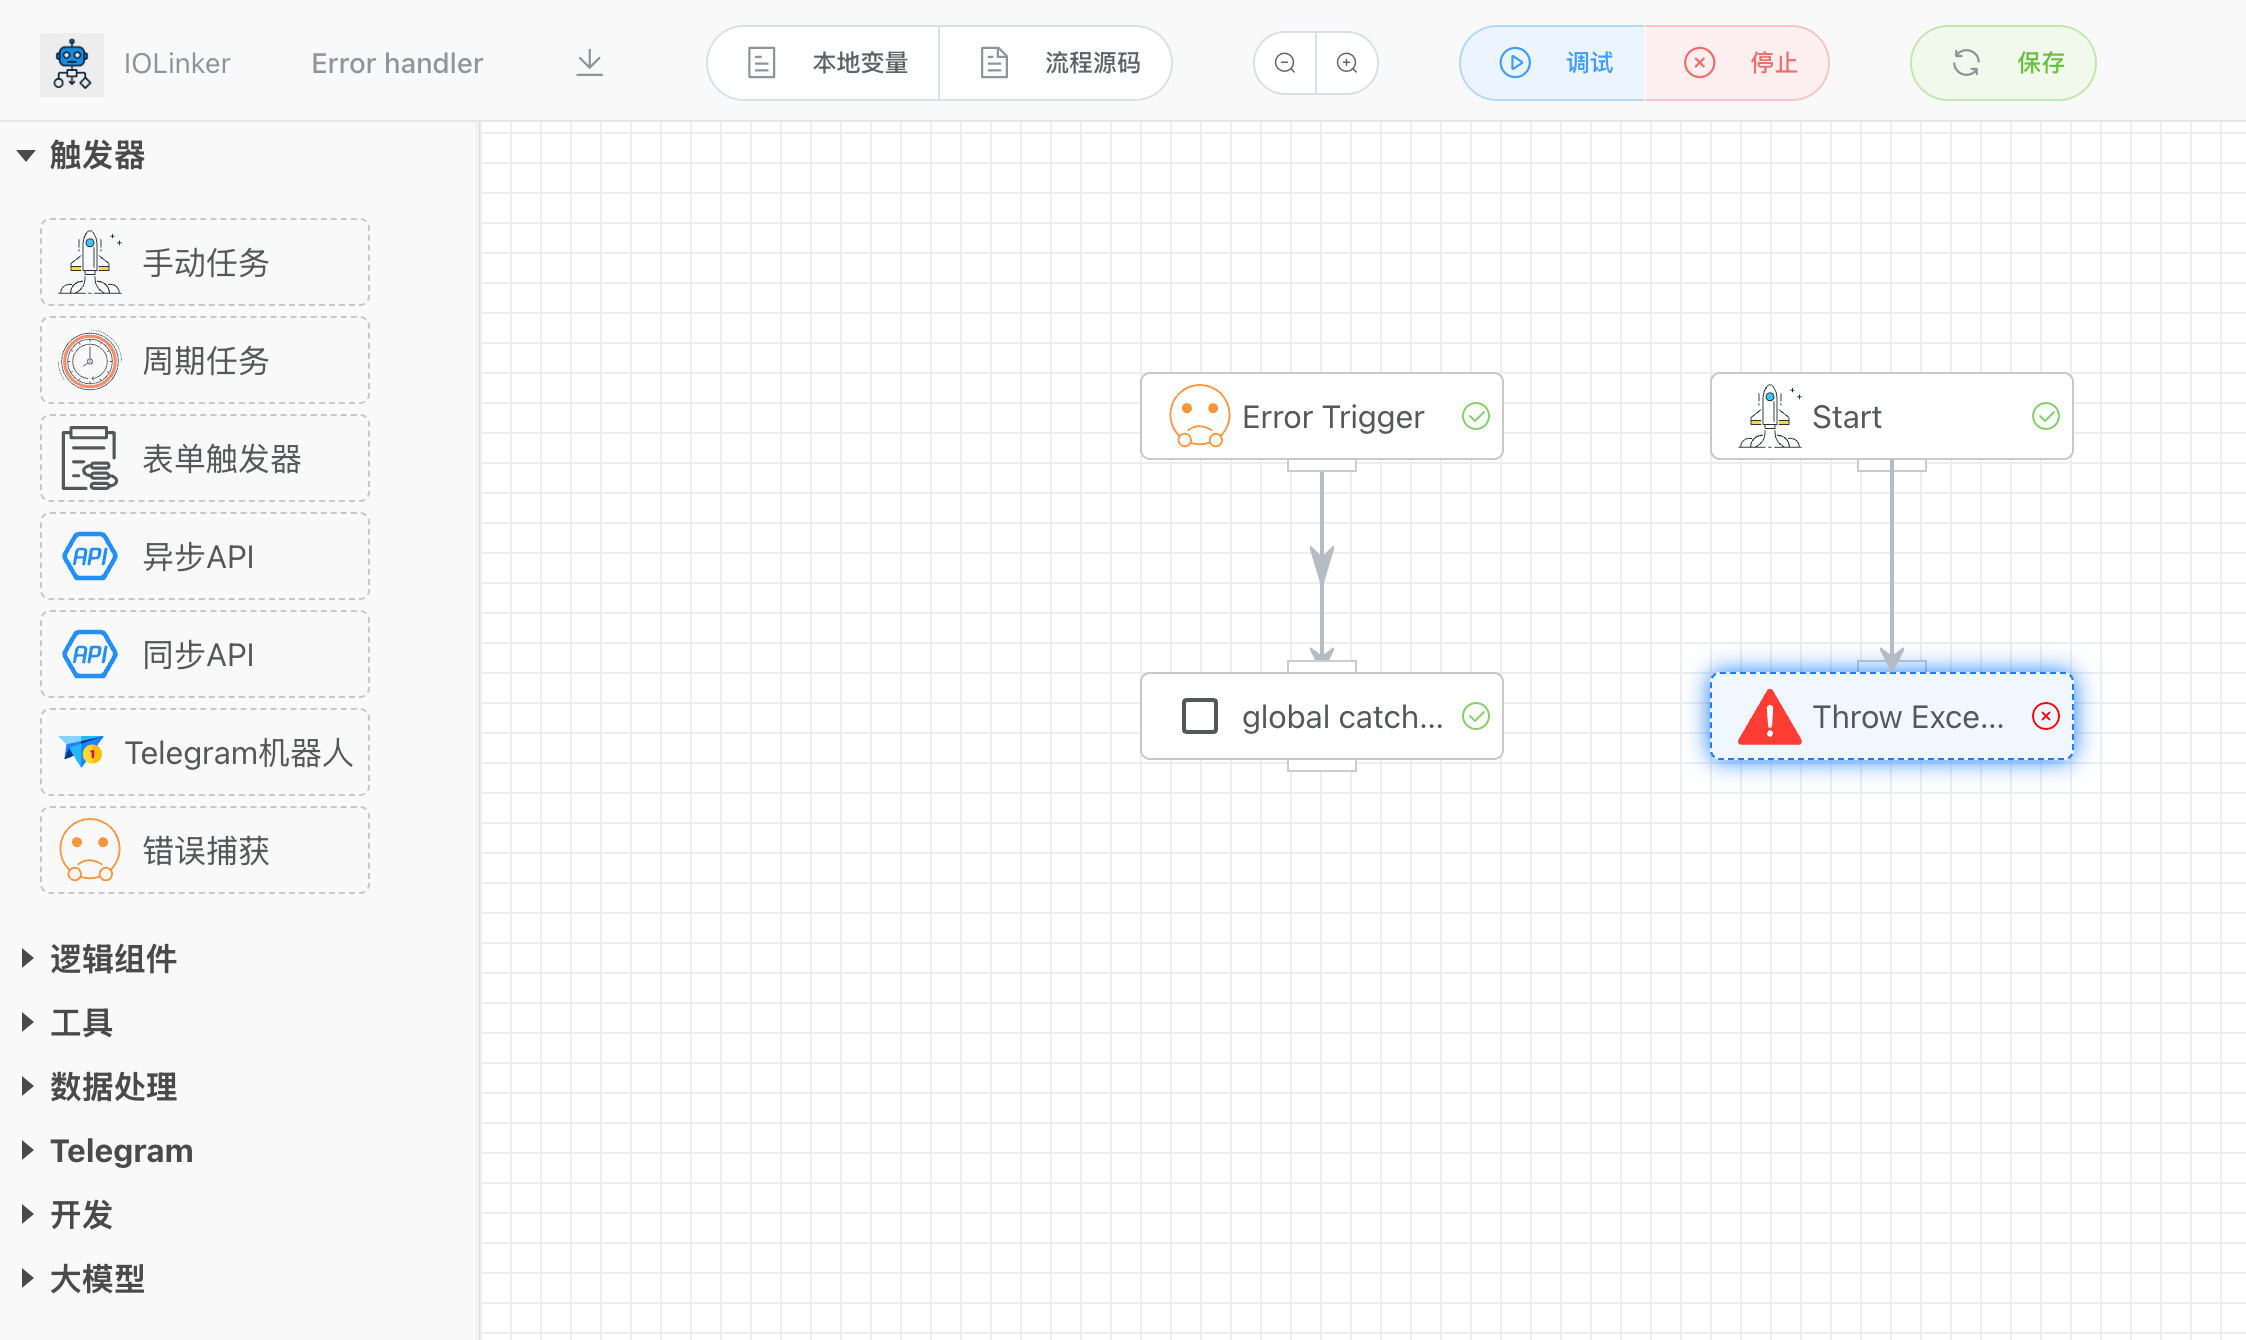 IOLinker
Error handler
本地变量
流程源码
调试
停止
保存
触发器
手动任务
周期任务
表单触发器
API
异步API
API
同步API
1
Telegram机器人
错误捕获
逻辑组件
工具
数据处理
Telegram
开发
大模型
Error Trigger
Start
global catch...
Throw Exce...